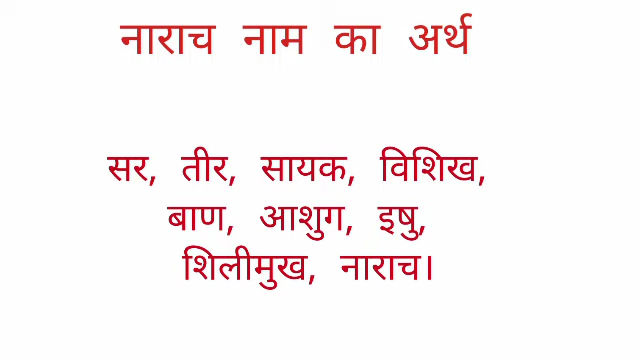 नाराच नाम का अर्थ
सर, तीर, सायक, विशिख,
बाण, आशुग, इषु,
शिलीमुख, नाराच।